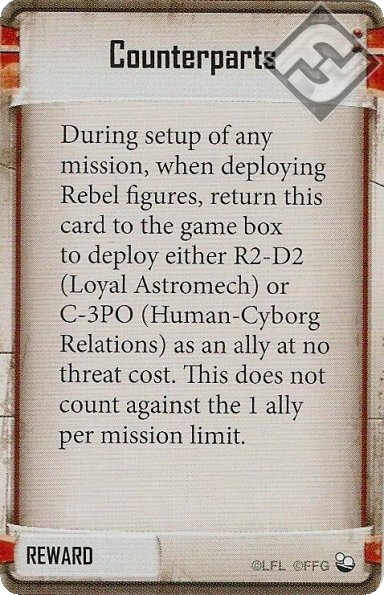 Counterparts
During setup of any
mission, when deploying
Rebel figures, return this
card to the game box
to deploy either R2-D2
(Loyal Astromech) or
C-3PO (Human-Cyborg
Relations) as an ally at no
threat cost. This does not
count against the 1 ally
per mission limit.
REWARD
©LFL ©FFG